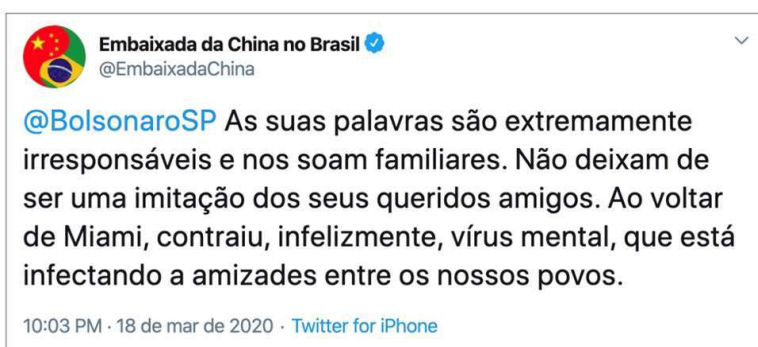 Embaixada da China no Brasil
@EmbaixadaChina
@BolsonaroSP As suas palavras são extremamente
irresponsáveis e nos soam familiares. Não deixam de
ser uma imitação dos seus queridos amigos. Ao voltar
de Miami, contraiu, infelizmente, vírus mental, que está
infectando a amizades entre os nossos povos.
10:03 PM · 18 de mar de 2020 · Twitter for iPhone